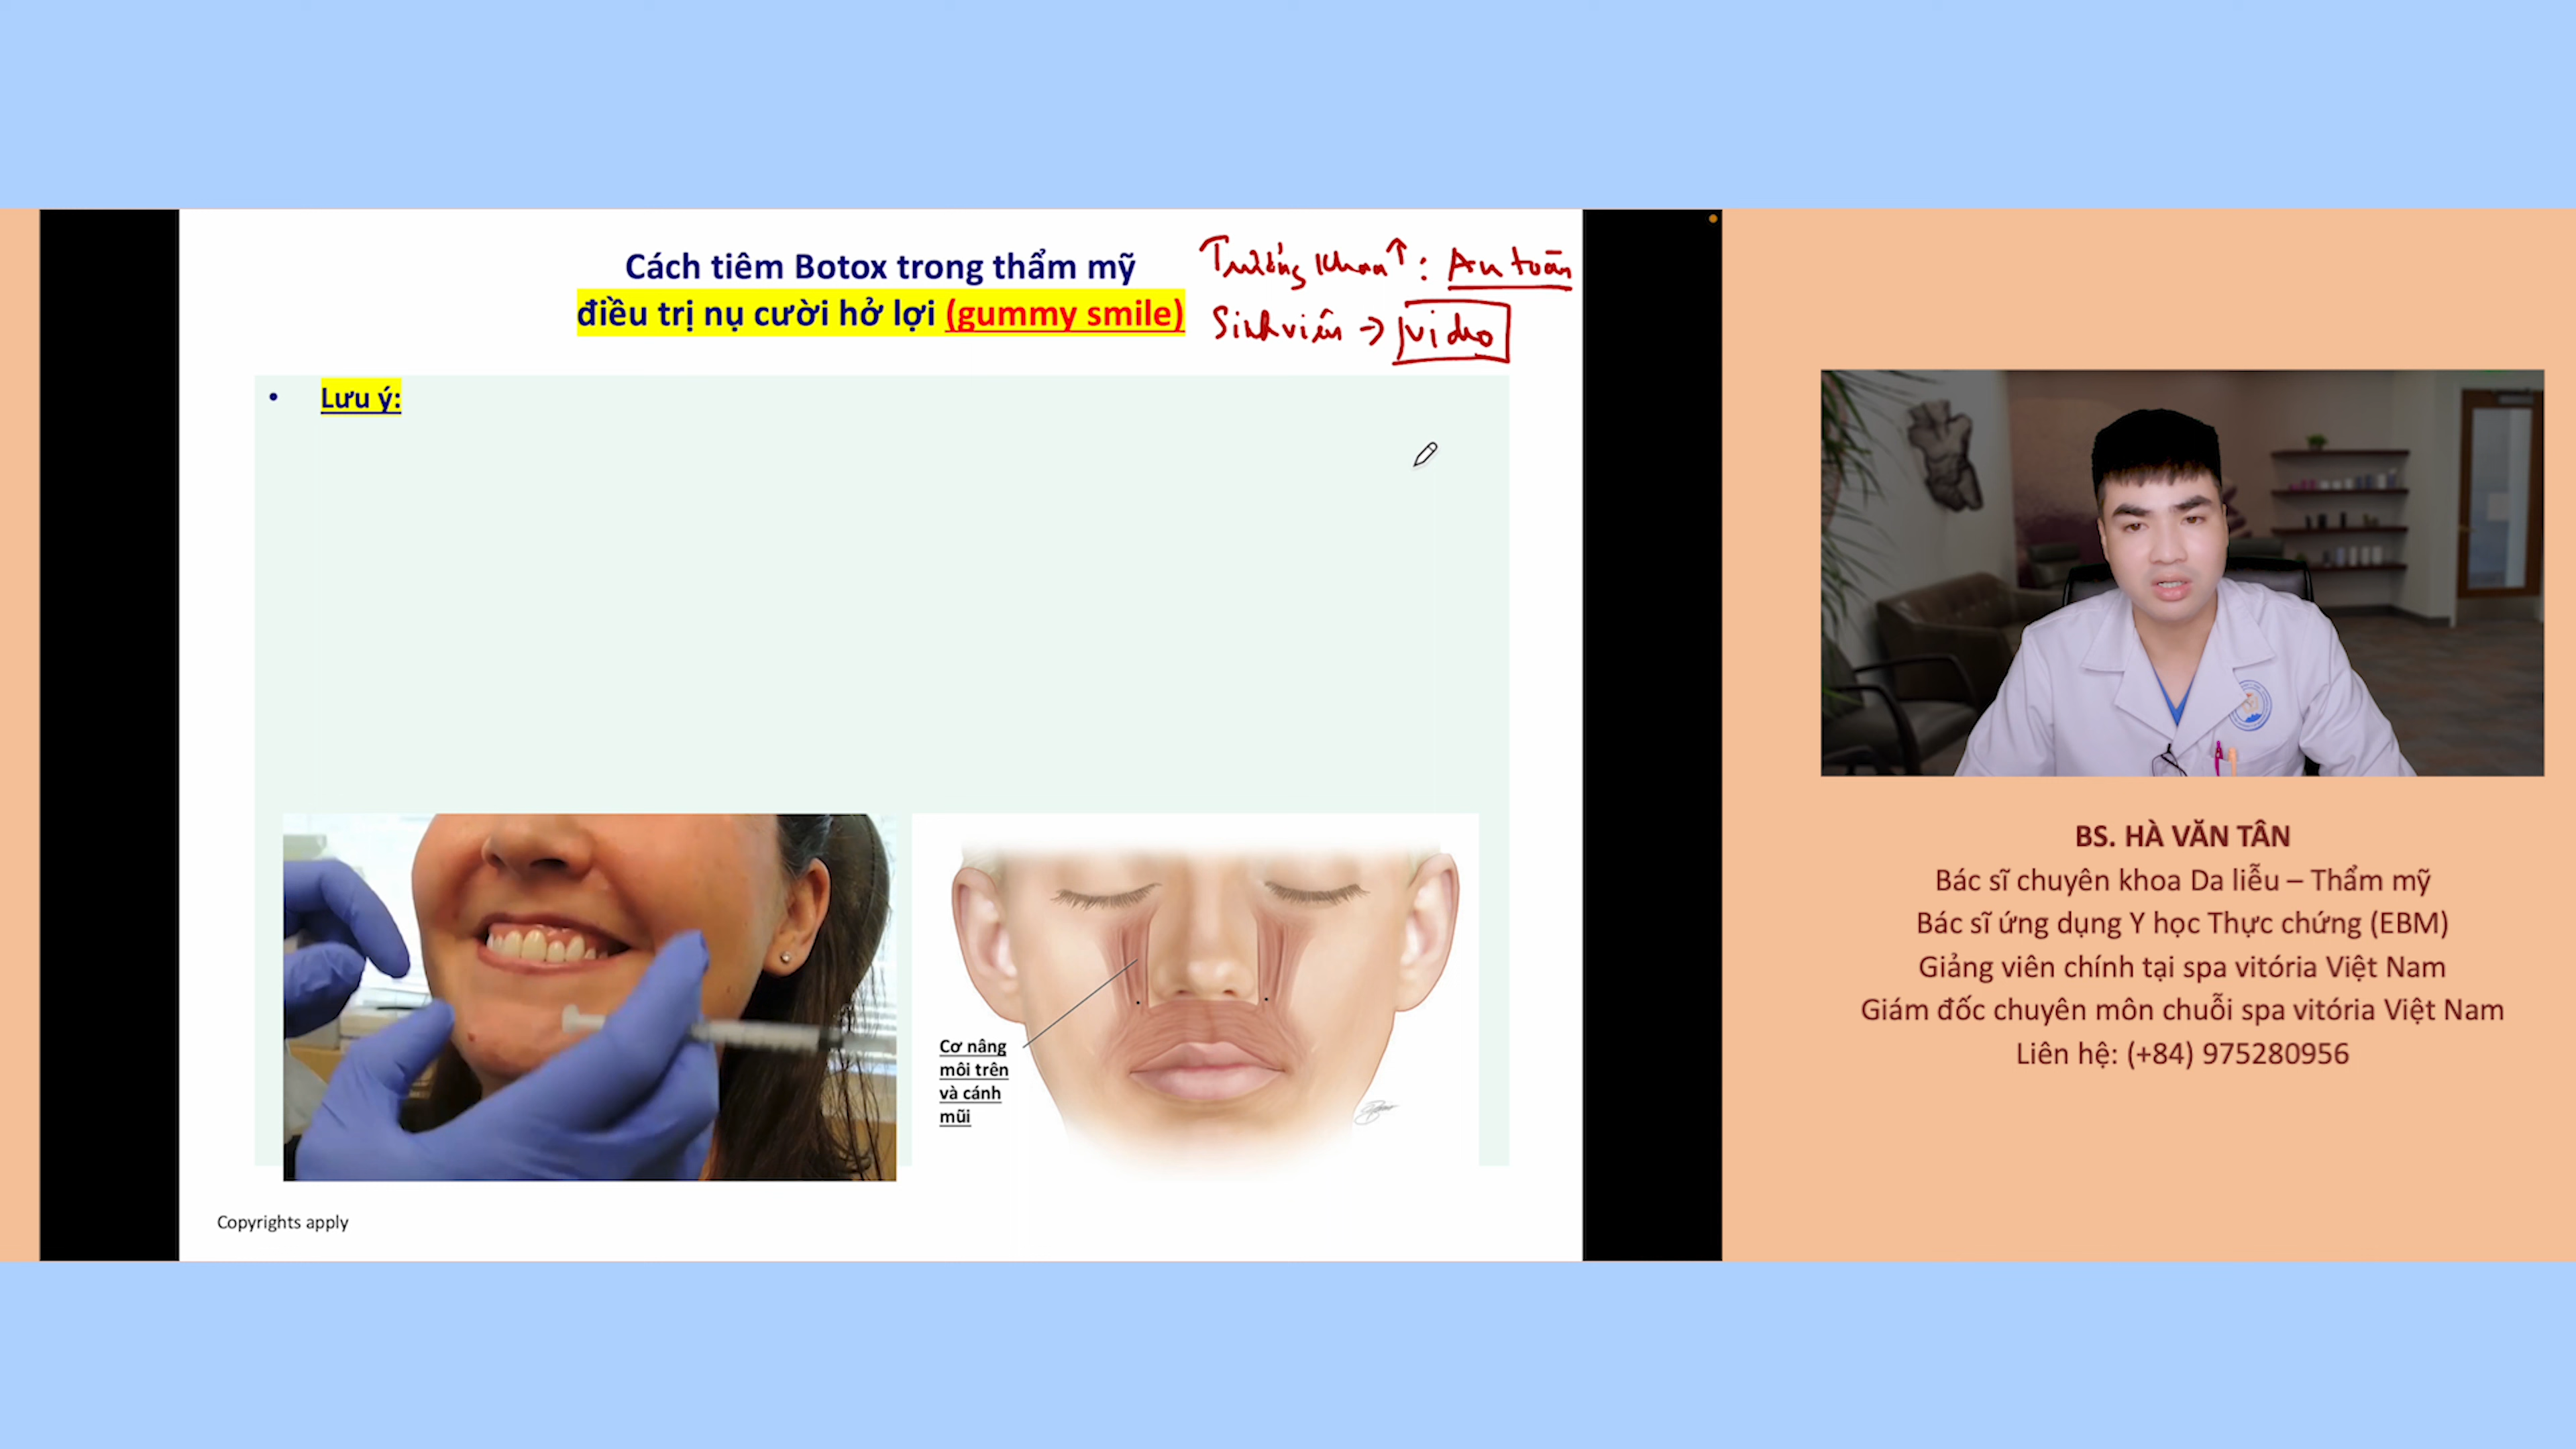 Cách tiêm Botox trong thẩm mỹ
điều trị nụ cười hở lợi (gummy smile)
Trưởng khoa ↑ : An toàn
Sinh viên → video
• Lưu ý:
Cơ nâng
môi trên
và cánh
mũi
Copyrights apply
BS. HÀ VĂN TÂN
Bác sĩ chuyên khoa Da liễu – Thẩm mỹ
Bác sĩ ứng dụng Y học Thực chứng (EBM)
Giảng viên chính tại spa vitória Việt Nam
Giám đốc chuyên môn chuỗi spa vitória Việt Nam
Liên hệ: (+84) 975280956